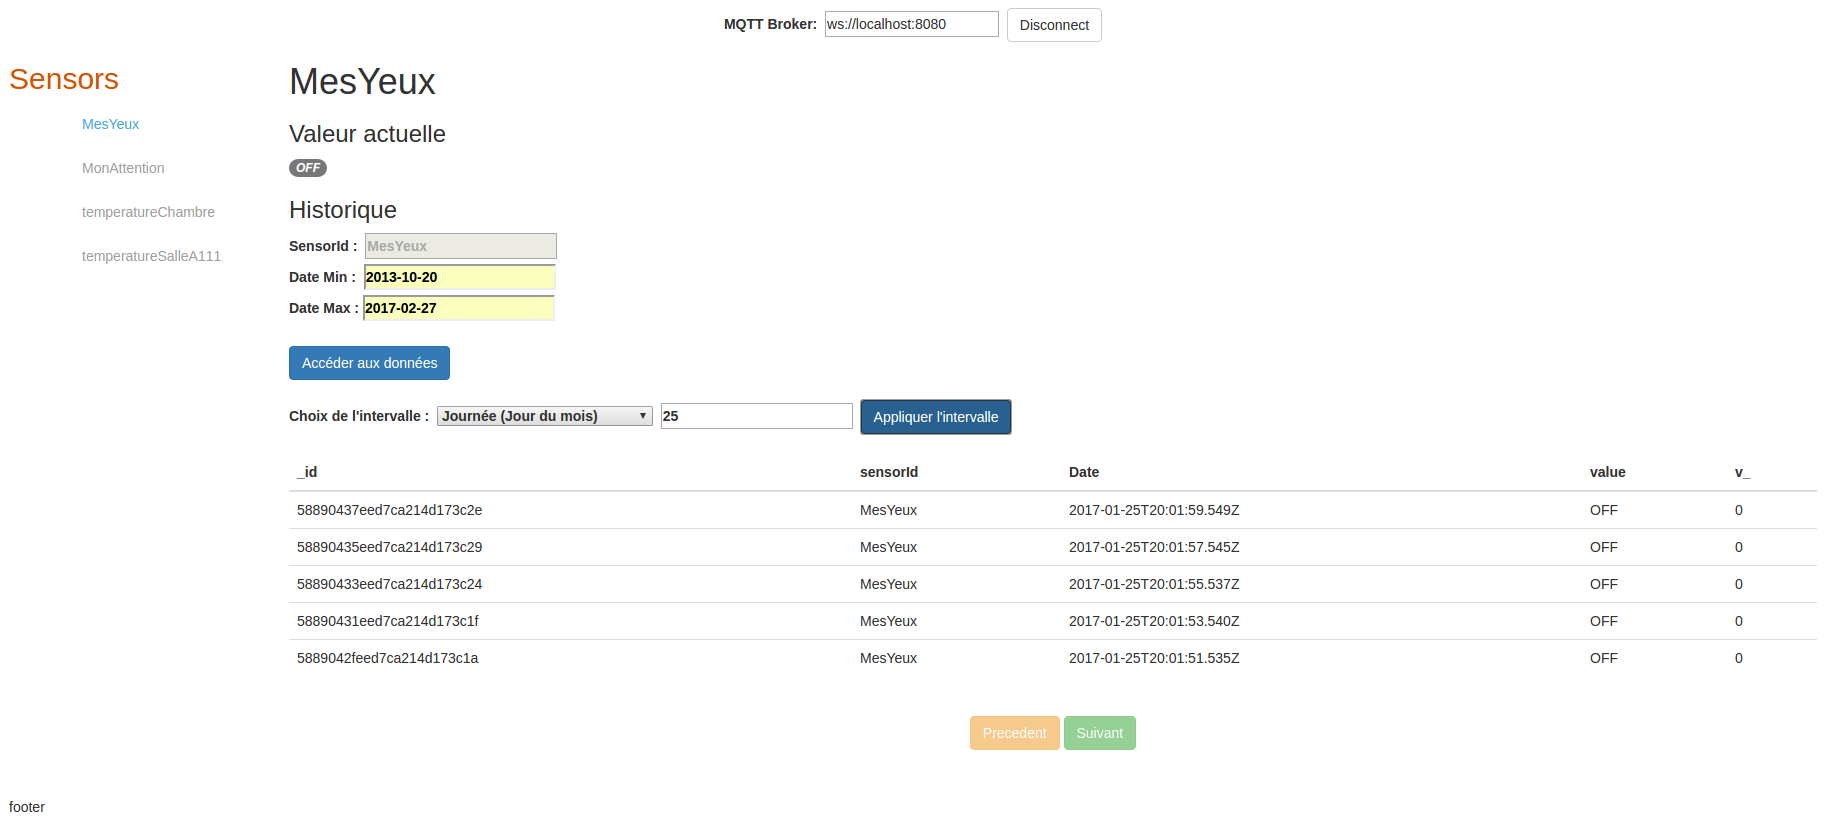 MQTT Broker: ws://localhost:8080 Disconnect
Sensors
MesYeux
MonAttention
temperatureChambre
temperatureSalleA111
MesYeux
Valeur actuelle
OFF
Historique
SensorId : MesYeux
Date Min : 2013-10-20
Date Max : 2017-02-27
Accéder aux données
Choix de l'intervalle : Journée (Jour du mois) 25 Appliquer l'intervalle
_id sensorId Date value v_
58890437eed7ca214d173c2e MesYeux 2017-01-25T20:01:59.549Z OFF 0
58890435eed7ca214d173c29 MesYeux 2017-01-25T20:01:57.545Z OFF 0
58890433eed7ca214d173c24 MesYeux 2017-01-25T20:01:55.537Z OFF 0
58890431eed7ca214d173c1f MesYeux 2017-01-25T20:01:53.540Z OFF 0
5889042feed7ca214d173c1a MesYeux 2017-01-25T20:01:51.535Z OFF 0
Precedent Suivant
footer